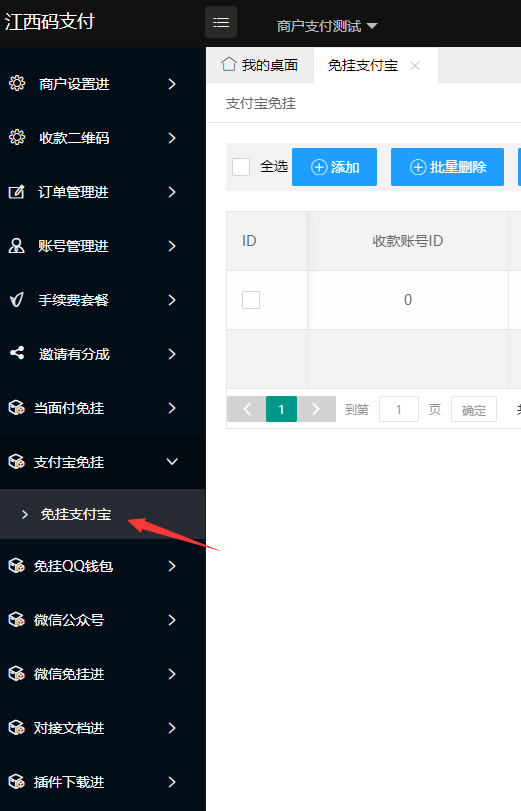 江西码支付
商户支付测试
商户设置进
收款二维码
订单管理进
账号管理进
手续费套餐
邀请有分成
当面付免挂
支付宝免挂
免挂支付宝
免挂QQ钱包
微信公众号
微信免挂进
对接文档进
插件下载进
我的桌面 免挂支付宝
支付宝免挂
全选 添加 批量删除
ID 收款账号ID
0
1 到第 1 页 确定